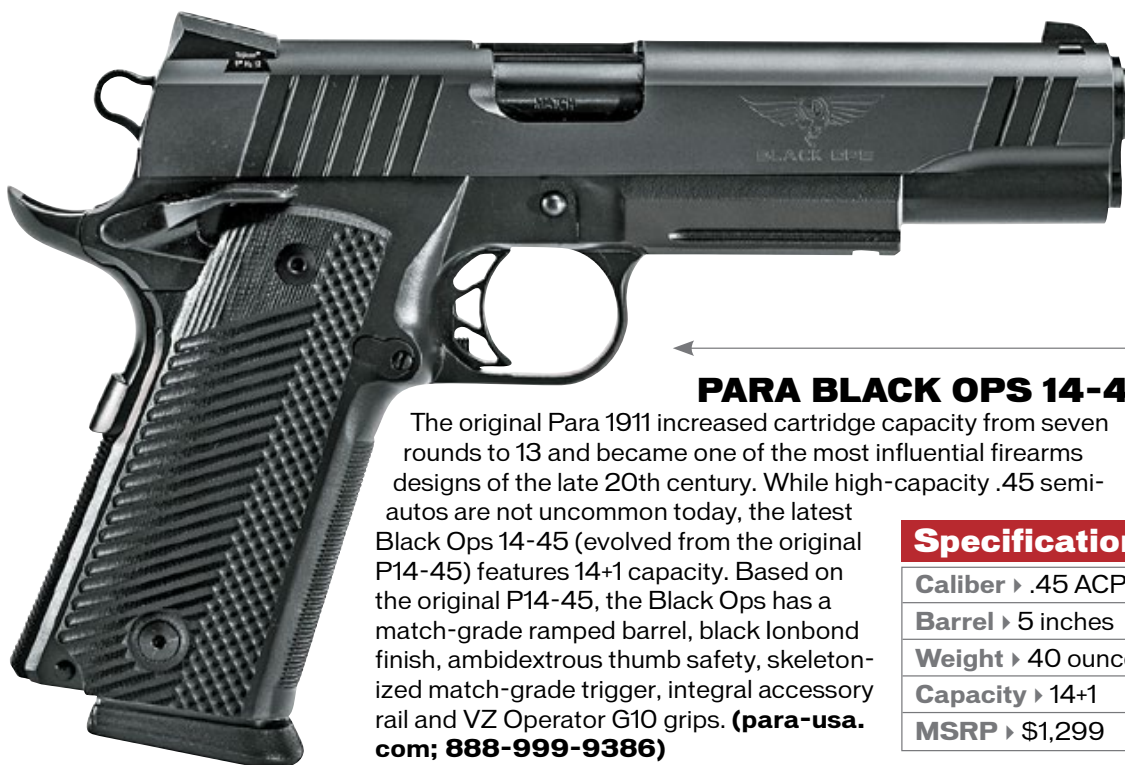 MATCH
BLACK OPS
PARA BLACK OPS 14-4
The original Para 1911 increased cartridge capacity from seven
rounds to 13 and became one of the most influential firearms
designs of the late 20th century. While high-capacity .45 semi-
autos are not uncommon today, the latest
Black Ops 14-45 (evolved from the original
P14-45) features 14+1 capacity. Based on
the original P14-45, the Black Ops has a
match-grade ramped barrel, black Ionbond
finish, ambidextrous thumb safety, skeleton-
ized match-grade trigger, integral accessory
rail and VZ Operator G10 grips. (para-usa.
com; 888-999-9386)
Specification
Caliber ▸ .45 ACP
Barrel ▸ 5 inches
Weight ▸ 40 ounce
Capacity ▸ 14+1
MSRP ▸ $1,299